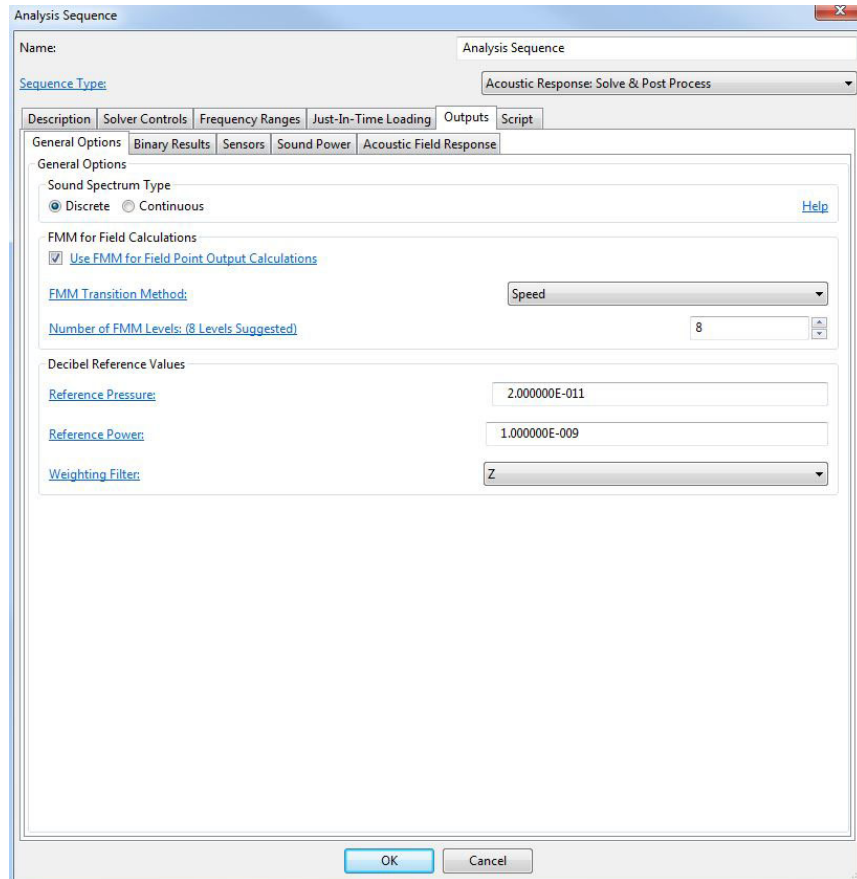 Analysis Sequence
Name: Analysis Sequence
Sequence Type: Acoustic Response: Solve & Post Process
Description Solver Controls Frequency Ranges Just-In-Time Loading Outputs Script
General Options Binary Results Sensors Sound Power Acoustic Field Response
General Options
Sound Spectrum Type
Discrete Continuous Help
FMM for Field Calculations
Use FMM for Field Point Output Calculations
FMM Transition Method: Speed
Number of FMM Levels: (8 Levels Suggested) 8
Decibel Reference Values
Reference Pressure: 2.000000E-011
Reference Power: 1.000000E-009
Weighting Filter: Z
OK Cancel